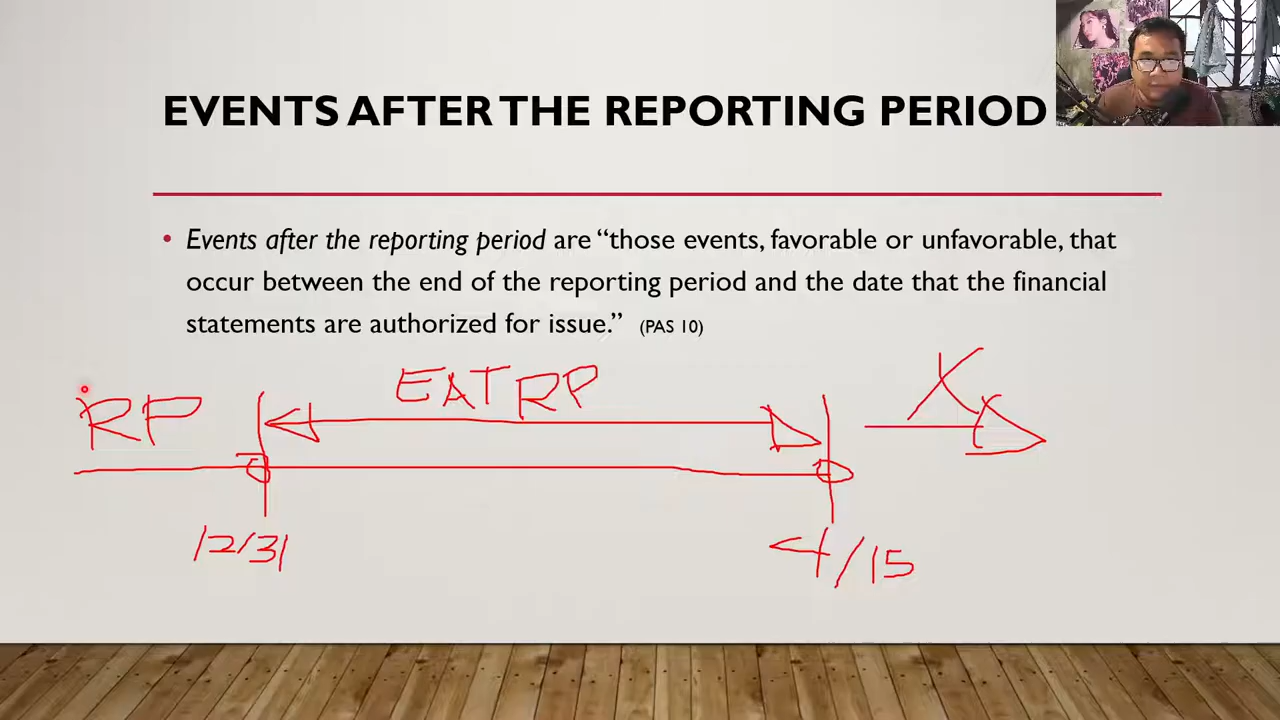 EVENTS AFTER THE REPORTING PERIOD
• Events after the reporting period are “those events, favorable or unfavorable, that
occur between the end of the reporting period and the date that the financial
statements are authorized for issue.” (PAS 10)
RP
EATRP
X
12/31
4/15